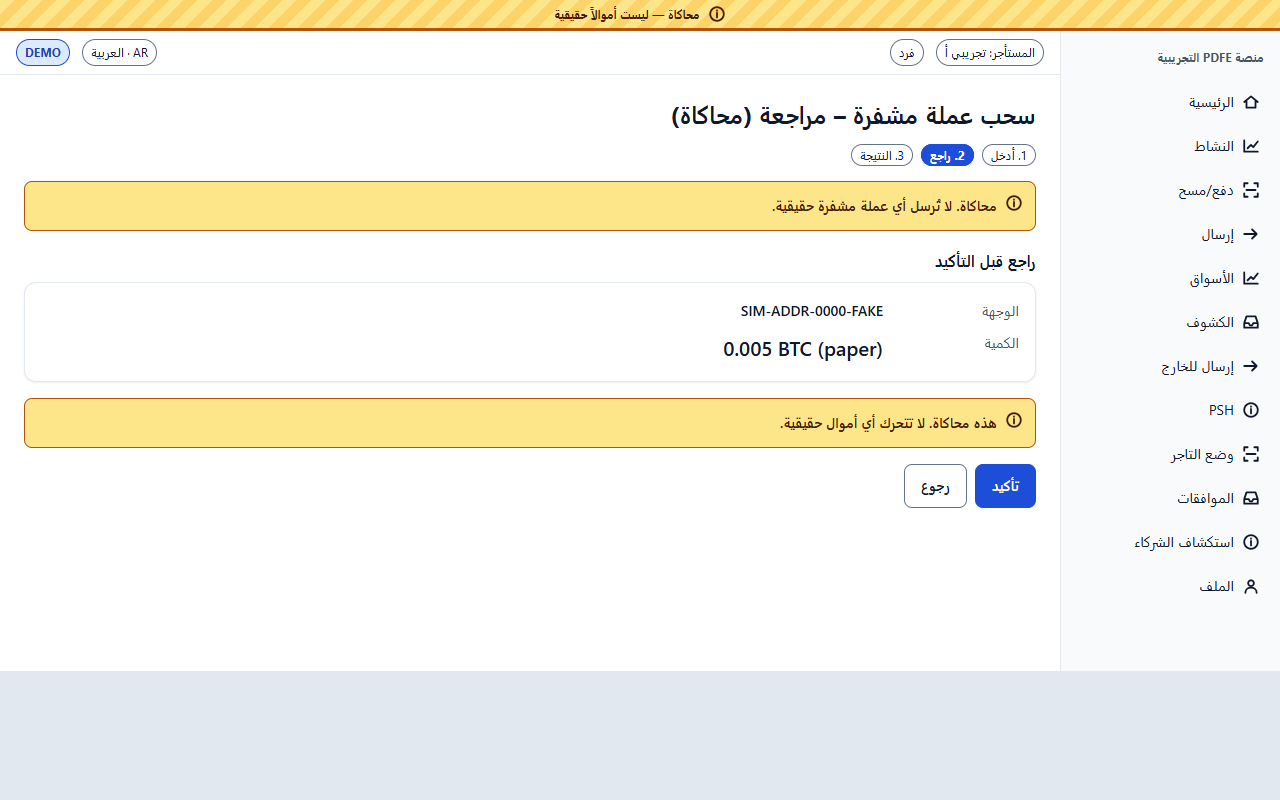 محاكاة — ليست أموالاً حقيقية
منصة PDFE التجريبية
الرئيسية
النشاط
دفع/مسح
إرسال
الأسواق
الكشوف
إرسال للخارج
PSH
وضع التاجر
الموافقات
استكشاف الشركاء
الملف
المستأجر: تجريبي أ
فرد
AR · العربية
DEMO
سحب عملة مشفرة – مراجعة (محاكاة)
1. أدخل
2. راجع
3. النتيجة
محاكاة. لا تُرسل أي عملة مشفرة حقيقية.
راجع قبل التأكيد
الوجهة SIM-ADDR-0000-FAKE
الكمية 0.005 BTC (paper)
هذه محاكاة. لا تتحرك أي أموال حقيقية.
تأكيد
رجوع